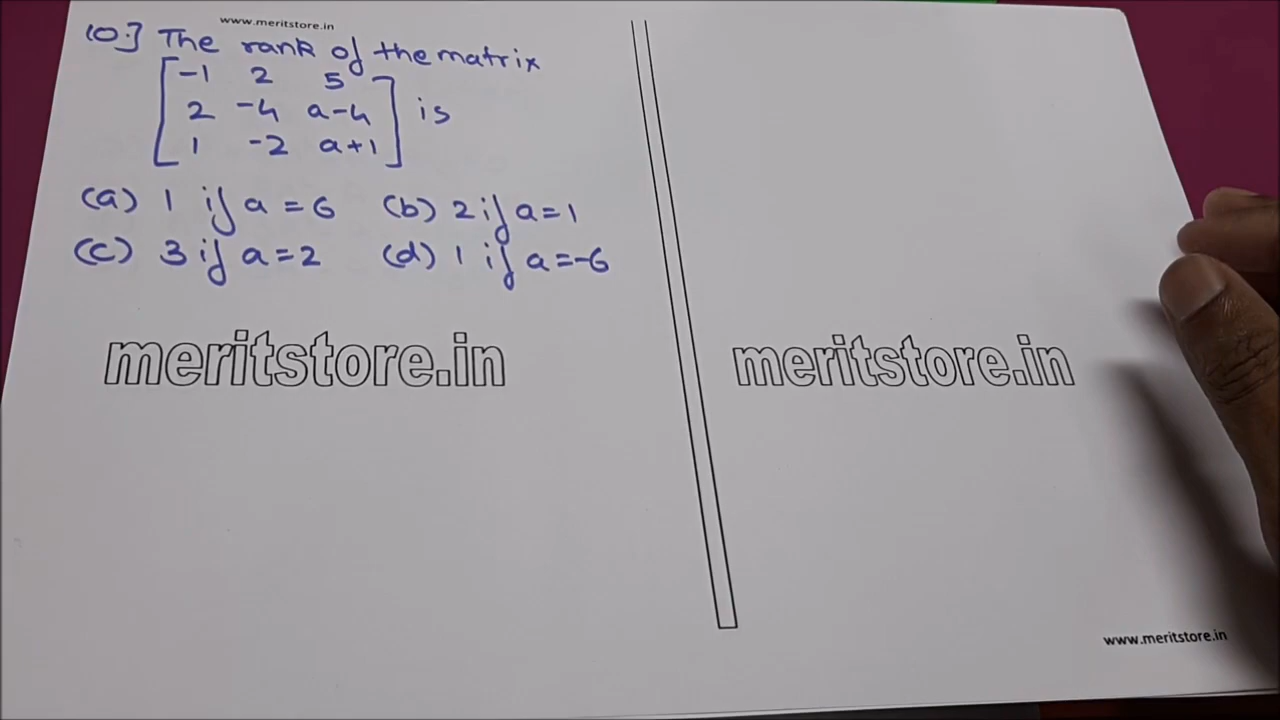 www.meritstore.in
10.] The rank of the matrix
[-1 2 5
2 -4 a-4
1 -2 a+1] is
(a) 1 if a = 6 (b) 2 if a = 1
(c) 3 if a = 2 (d) 1 if a = -6
meritstore.in meritstore.in
www.meritstore.in